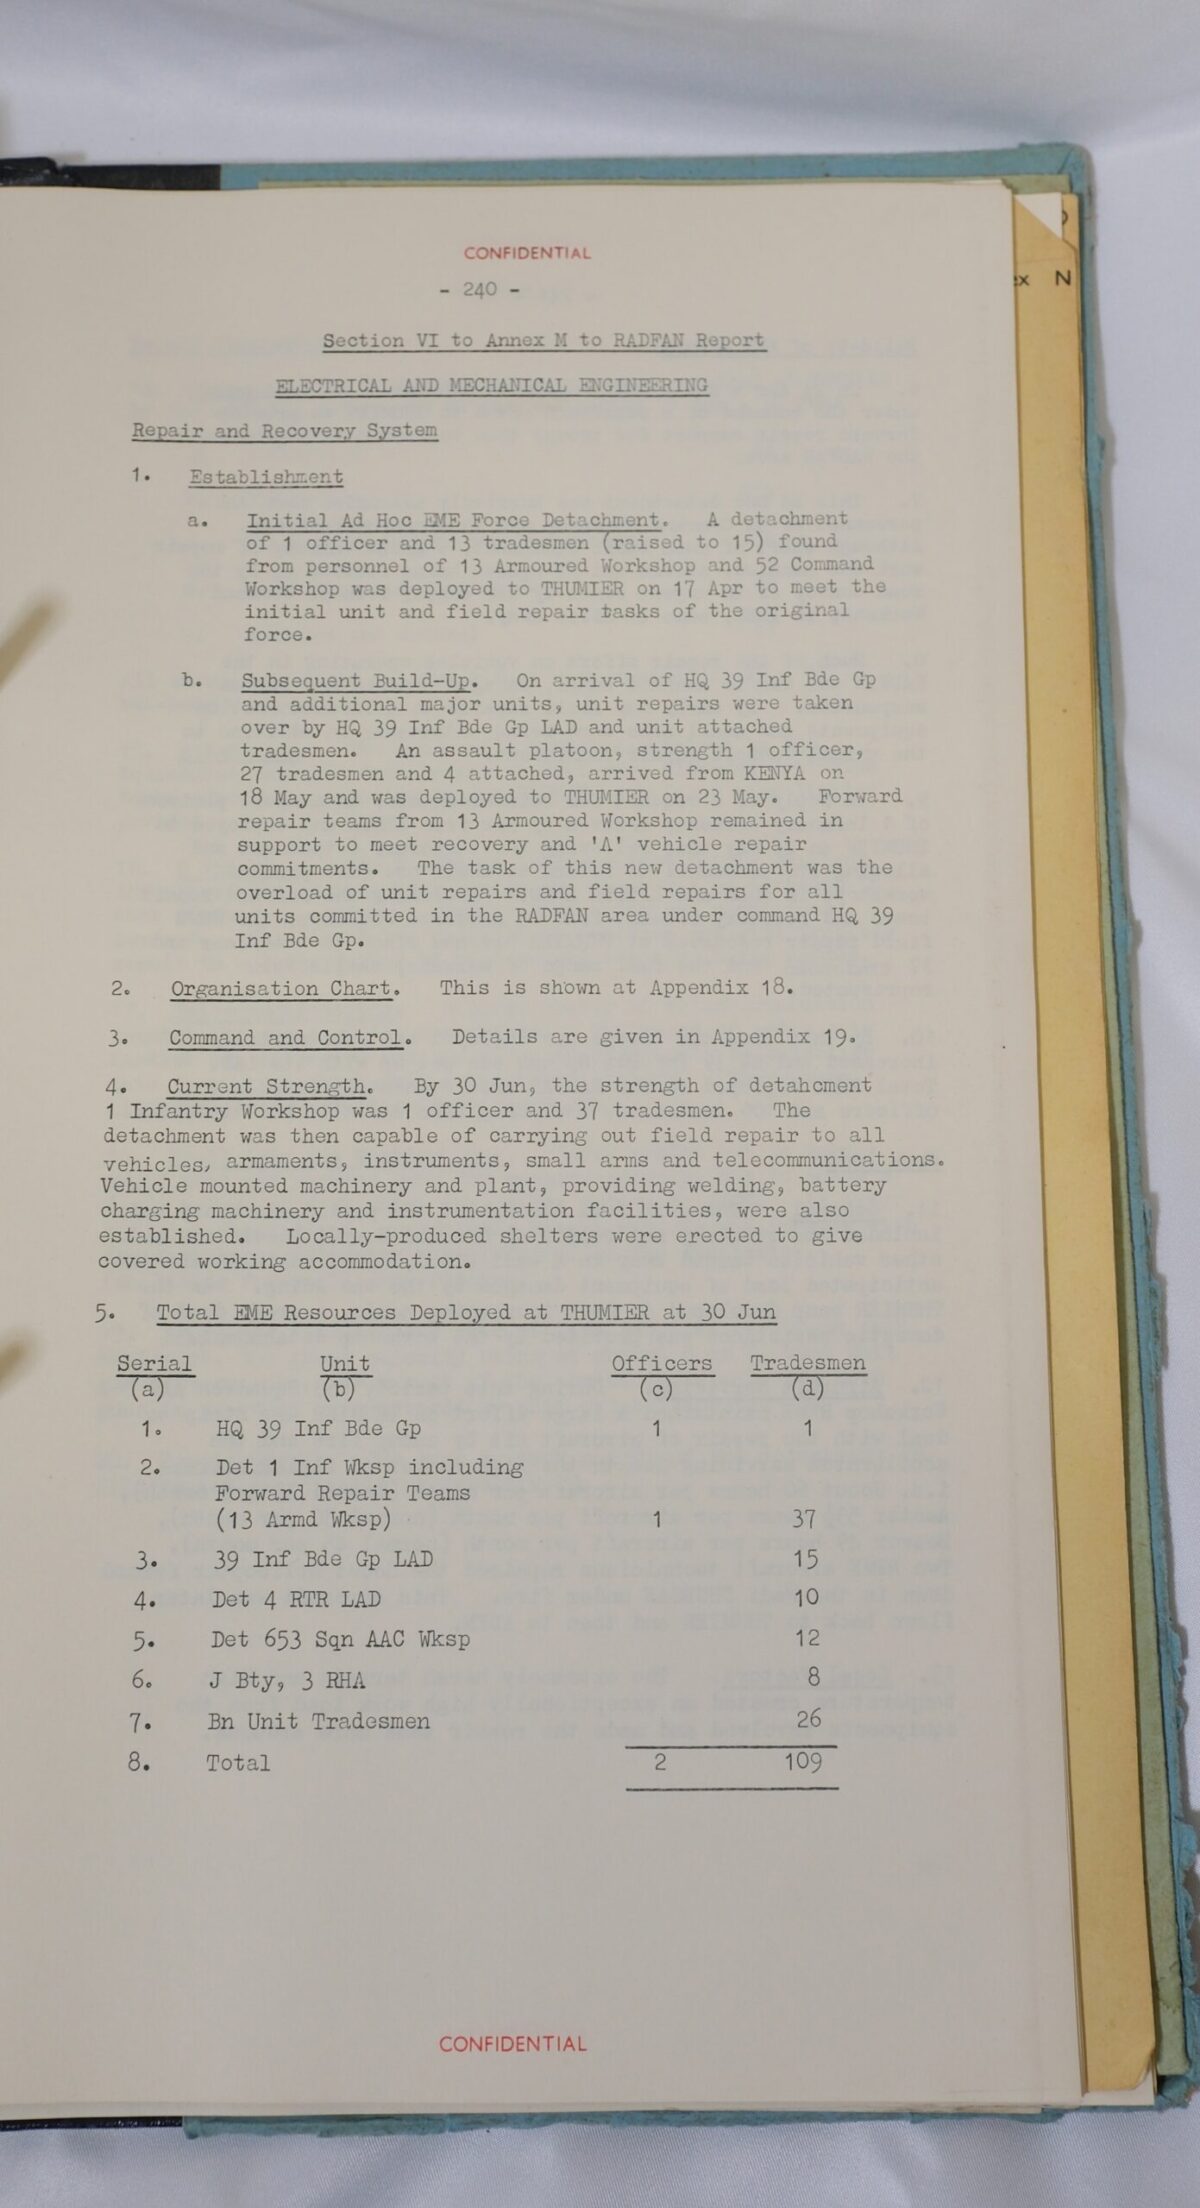 CONFIDENTIAL
- 240 -
Section VI to Annex M to RADFAN Report
ELECTRICAL AND MECHANICAL ENGINEERING
Repair and Recovery System
1. Establishment
a. Initial Ad Hoc EME Force Detachment. A detachment
of 1 officer and 13 tradesmen (raised to 15) found
from personnel of 13 Armoured Workshop and 52 Command
Workshop was deployed to THUMIER on 17 Apr to meet the
initial unit and field repair tasks of the original
force.
b. Subsequent Build-Up. On arrival of HQ 39 Inf Bde Gp
and additional major units, unit repairs were taken
over by HQ 39 Inf Bde Gp LAD and unit attached
tradesmen. An assault platoon, strength 1 officer,
27 tradesmen and 4 attached, arrived from KENYA on
18 May and was deployed to THUMIER on 23 May. Forward
repair teams from 13 Armoured Workshop remained in
support to meet recovery and 'A' vehicle repair
commitments. The task of this new detachment was the
overload of unit repairs and field repairs for all
units committed in the RADFAN area under command HQ 39
Inf Bde Gp.
2. Organisation Chart. This is shown at Appendix 18.
3. Command and Control. Details are given in Appendix 19.
4. Current Strength. By 30 Jun, the strength of detahcment
1 Infantry Workshop was 1 officer and 37 tradesmen. The
detachment was then capable of carrying out field repair to all
vehicles, armaments, instruments, small arms and telecommunications.
Vehicle mounted machinery and plant, providing welding, battery
charging machinery and instrumentation facilities, were also
established. Locally-produced shelters were erected to give
covered working accommodation.
5. Total EME Resources Deployed at THUMIER at 30 Jun
Serial Unit Officers Tradesmen
(a) (b) (c) (d)
1. HQ 39 Inf Bde Gp 1 1
2. Det 1 Inf Wksp including
Forward Repair Teams
(13 Armd Wksp) 1 37
3. 39 Inf Bde Gp LAD 15
4. Det 4 RTR LAD 10
5. Det 653 Sqn AAC Wksp 12
6. J Bty, 3 RHA 8
7. Bn Unit Tradesmen 26
8. Total 2 109
CONFIDENTIAL
ex N